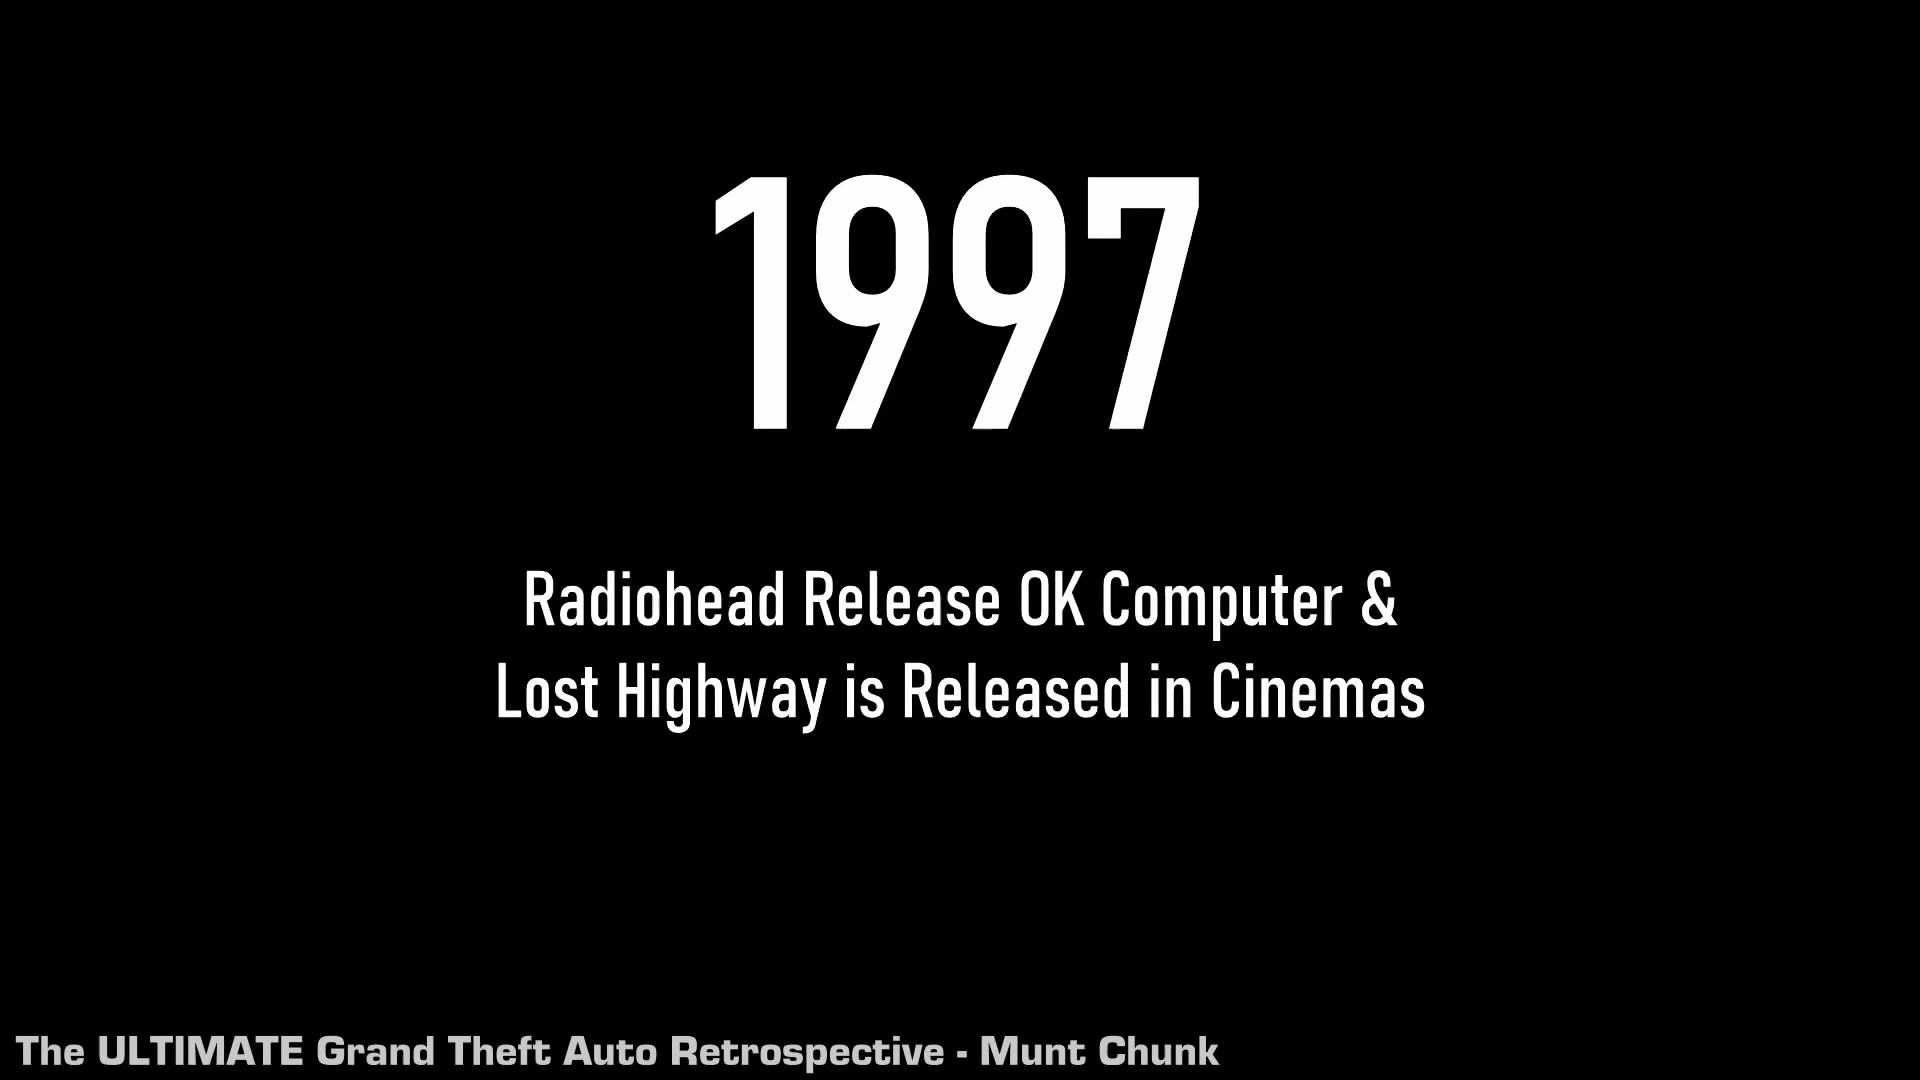 1997
Radiohead Release OK Computer &
Lost Highway is Released in Cinemas
The ULTIMATE Grand Theft Auto Retrospective - Munt Chunk